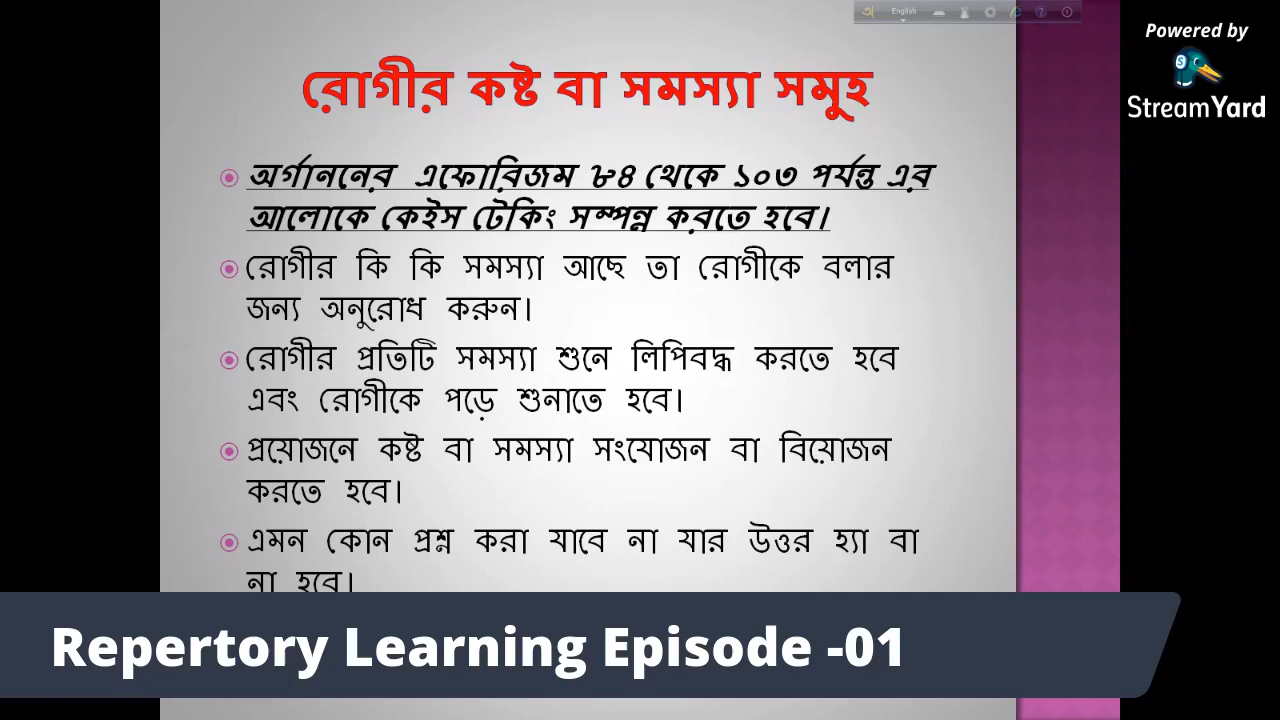 অ English
Powered by
StreamYard
রোগীর কষ্ট বা সমস্যা সমুহ
অর্গাননের এফোরিজম ৮৪ থেকে ১০৩ পর্যন্ত এর
আলোকে কেইস টেকিং সম্পন্ন করতে হবে।
রোগীর কি কি সমস্যা আছে তা রোগীকে বলার
জন্য অনুরোধ করুন।
রোগীর প্রতিটি সমস্যা শুনে লিপিবদ্ধ করতে হবে
এবং রোগীকে পড়ে শুনাতে হবে।
প্রয়োজনে কষ্ট বা সমস্যা সংযোজন বা বিয়োজন
করতে হবে।
এমন কোন প্রশ্ন করা যাবে না যার উত্তর হ্যা বা
না হবে।
Repertory Learning Episode -01